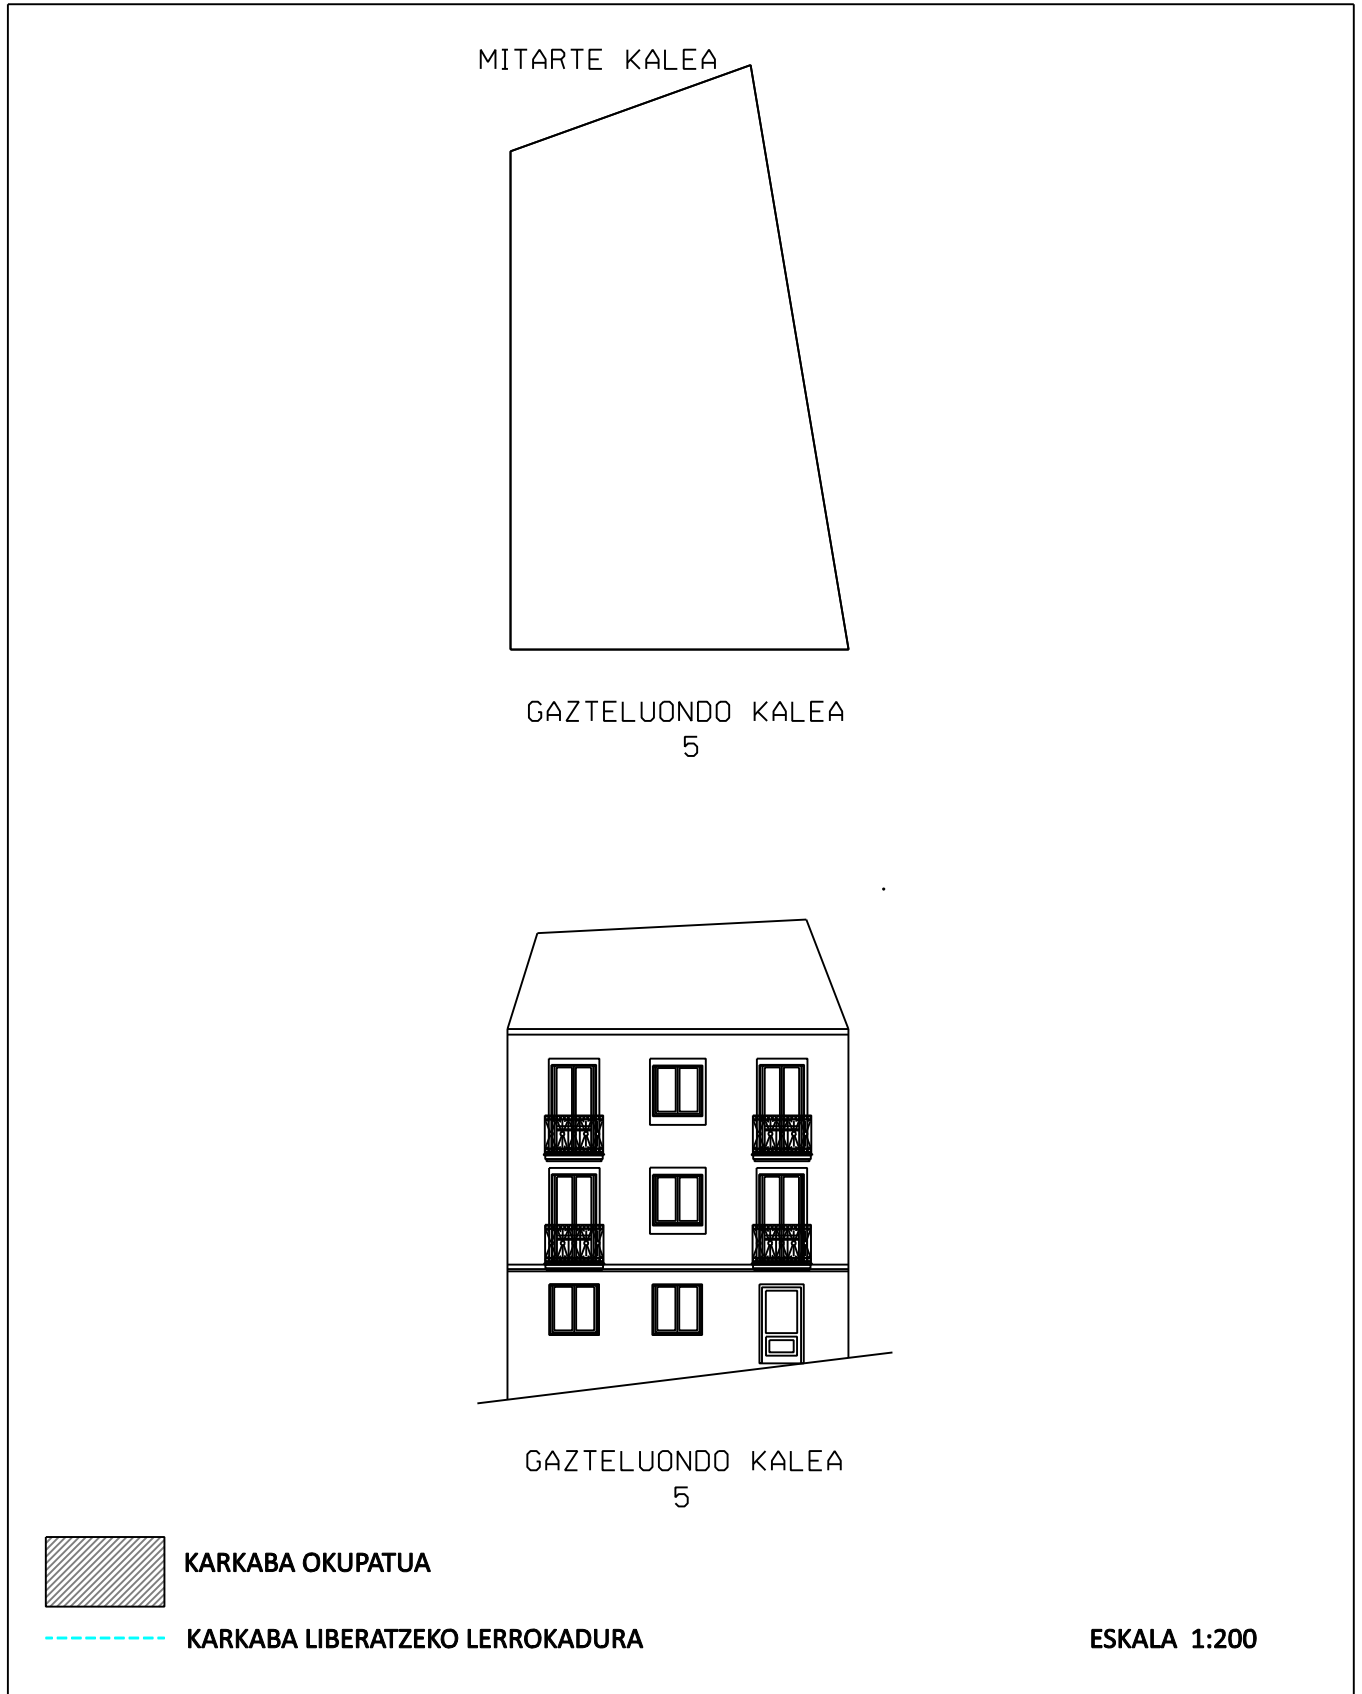 MITARTE KALEA
GAZTELUONDO KALEA
5
GAZTELUONDO KALEA
5
KARKABA OKUPATUA
KARKABA LIBERATZEKO LERROKADURA
ESKALA 1:200